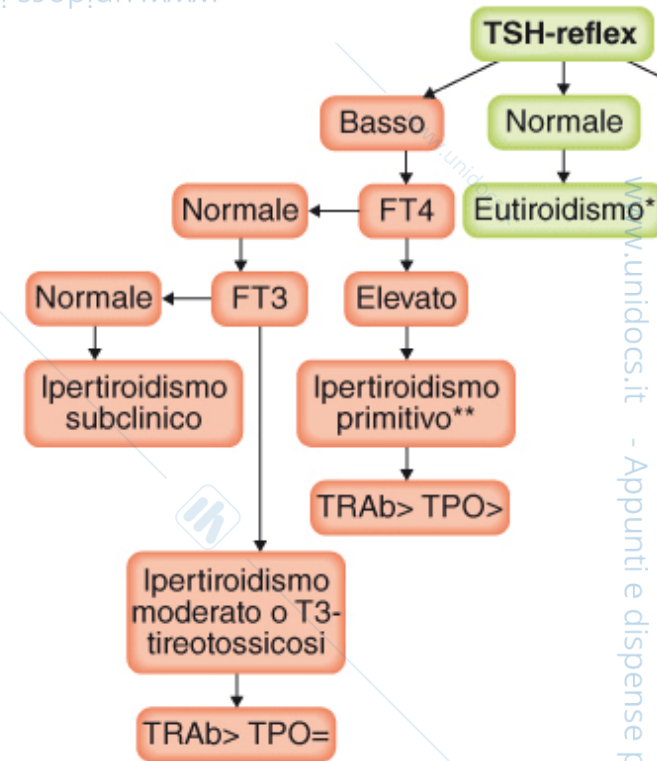 TSH-reflex
Basso
Normale
Normale
FT4
Eutiroidismo*
Normale
FT3
Elevato
Ipertiroidismo
subclinico
Ipertiroidismo
primitivo**
TRAb> TPO>
Ipertiroidismo
moderato o T3-
tireotossicosi
TRAb> TPO=
www.unidocs.it - Appunti e dispense